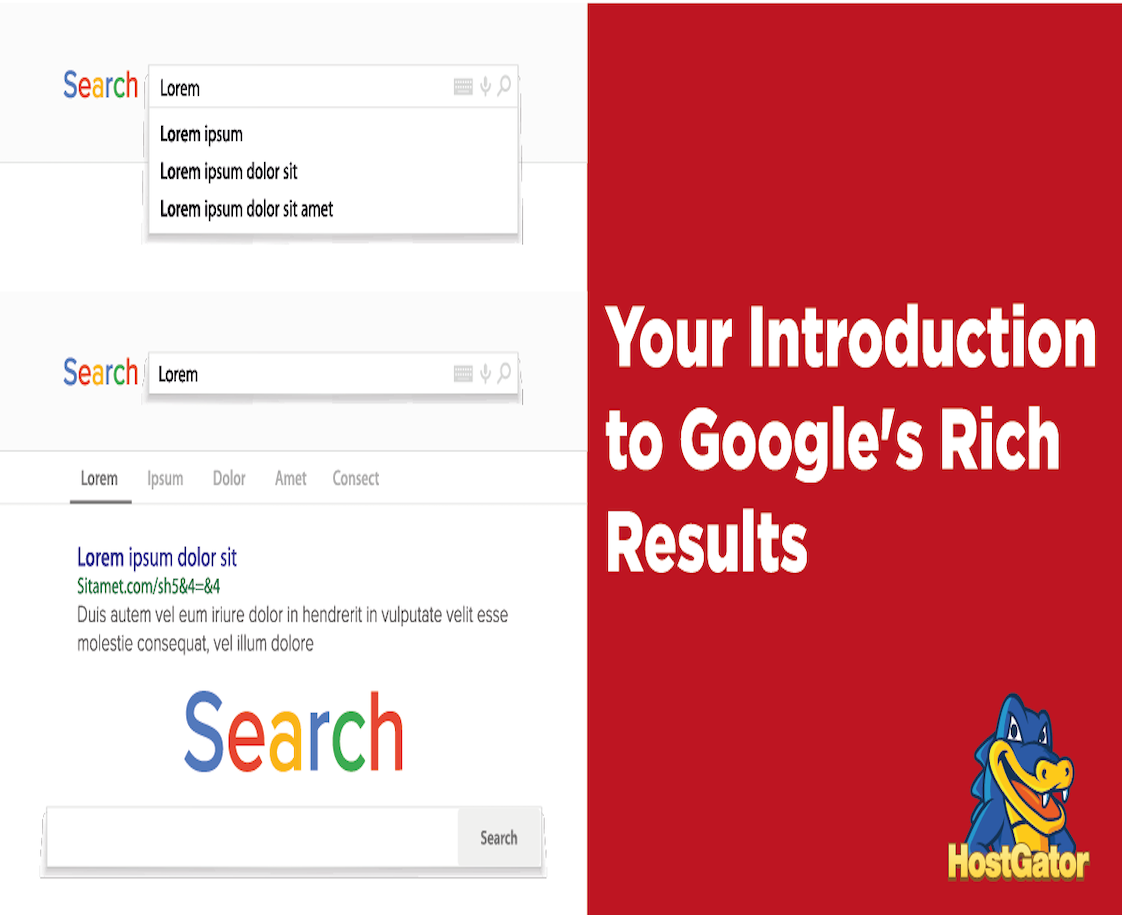 Search
Lorem
Lorem ipsum
Lorem ipsum dolor sit
Lorem ipsum dolor sit amet
Search
Lorem
Lorem Ipsum Dolor Amet Consect
Lorem ipsum dolor sit
Sitamet.com/sh5&4=&4
Duis autem vel eum iriure dolor in hendrerit in vulputate velit esse
molestie consequat, vel illum dolore
Search
Search
Your Introduction
to Google's Rich
Results
HostGator